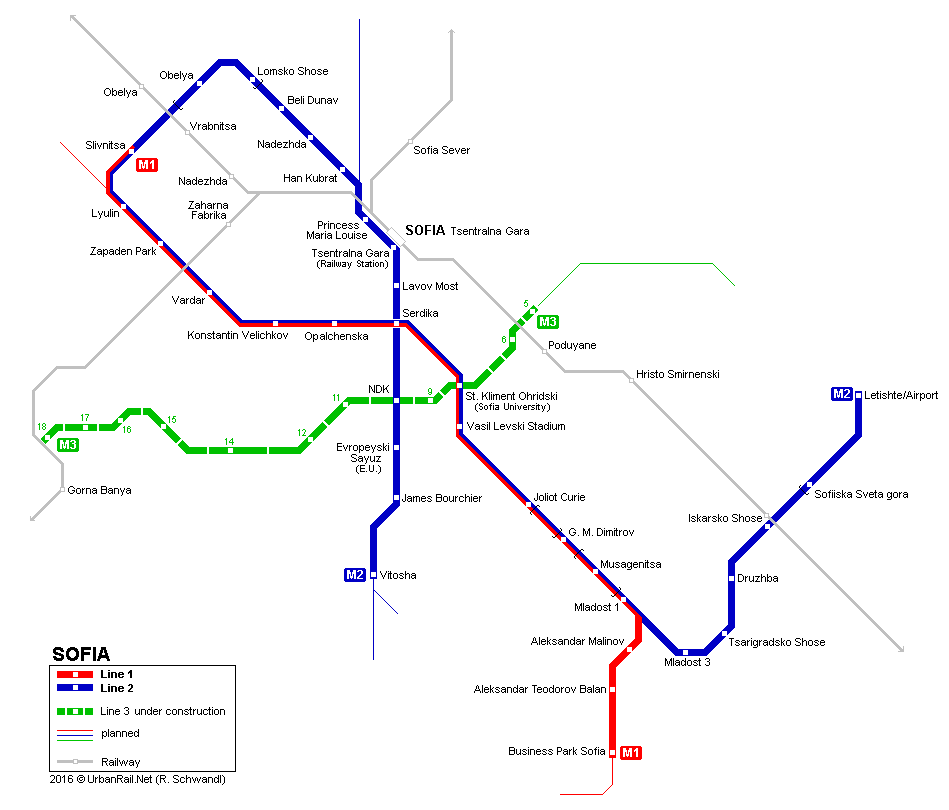 Obelya
Lomsko Shose
Obelya
Beli Dunav
Vrabnitsa
Slivnitsa
Nadezhda
Sofia Sever
M1
Nadezhda
Han Kubrat
Lyulin
Zaharna
Fabrika
Princess
Maria Louise
SOFIA Tsentralna Gara
Zapaden Park
Tsentralna Gara
(Railway Station)
Lavov Most
Vardar
Serdika
5
M3
Konstantin Velichkov
Opalchenska
6
Poduyane
Hristo Smirnenski
NDK
9
St. Kliment Ohridski
(Sofia University)
M2
Letishte/Airport
11
18
17
16
15
14
12
M3
Vasil Levski Stadium
Evropeyski
Sayuz
(E.U.)
Gorna Banya
James Bourchier
Joliot Curie
Sofiiska Sveta gora
Iskarsko Shose
G. M. Dimitrov
Musagenitsa
M2
Vitosha
Druzhba
Mladost 1
Aleksandar Malinov
Tsarigradsko Shose
Mladost 3
Aleksandar Teodorov Balan
Business Park Sofia
M1
SOFIA
Line 1
Line 2
Line 3 under construction
planned
Railway
2016 © UrbanRail.Net (R. Schwandl)